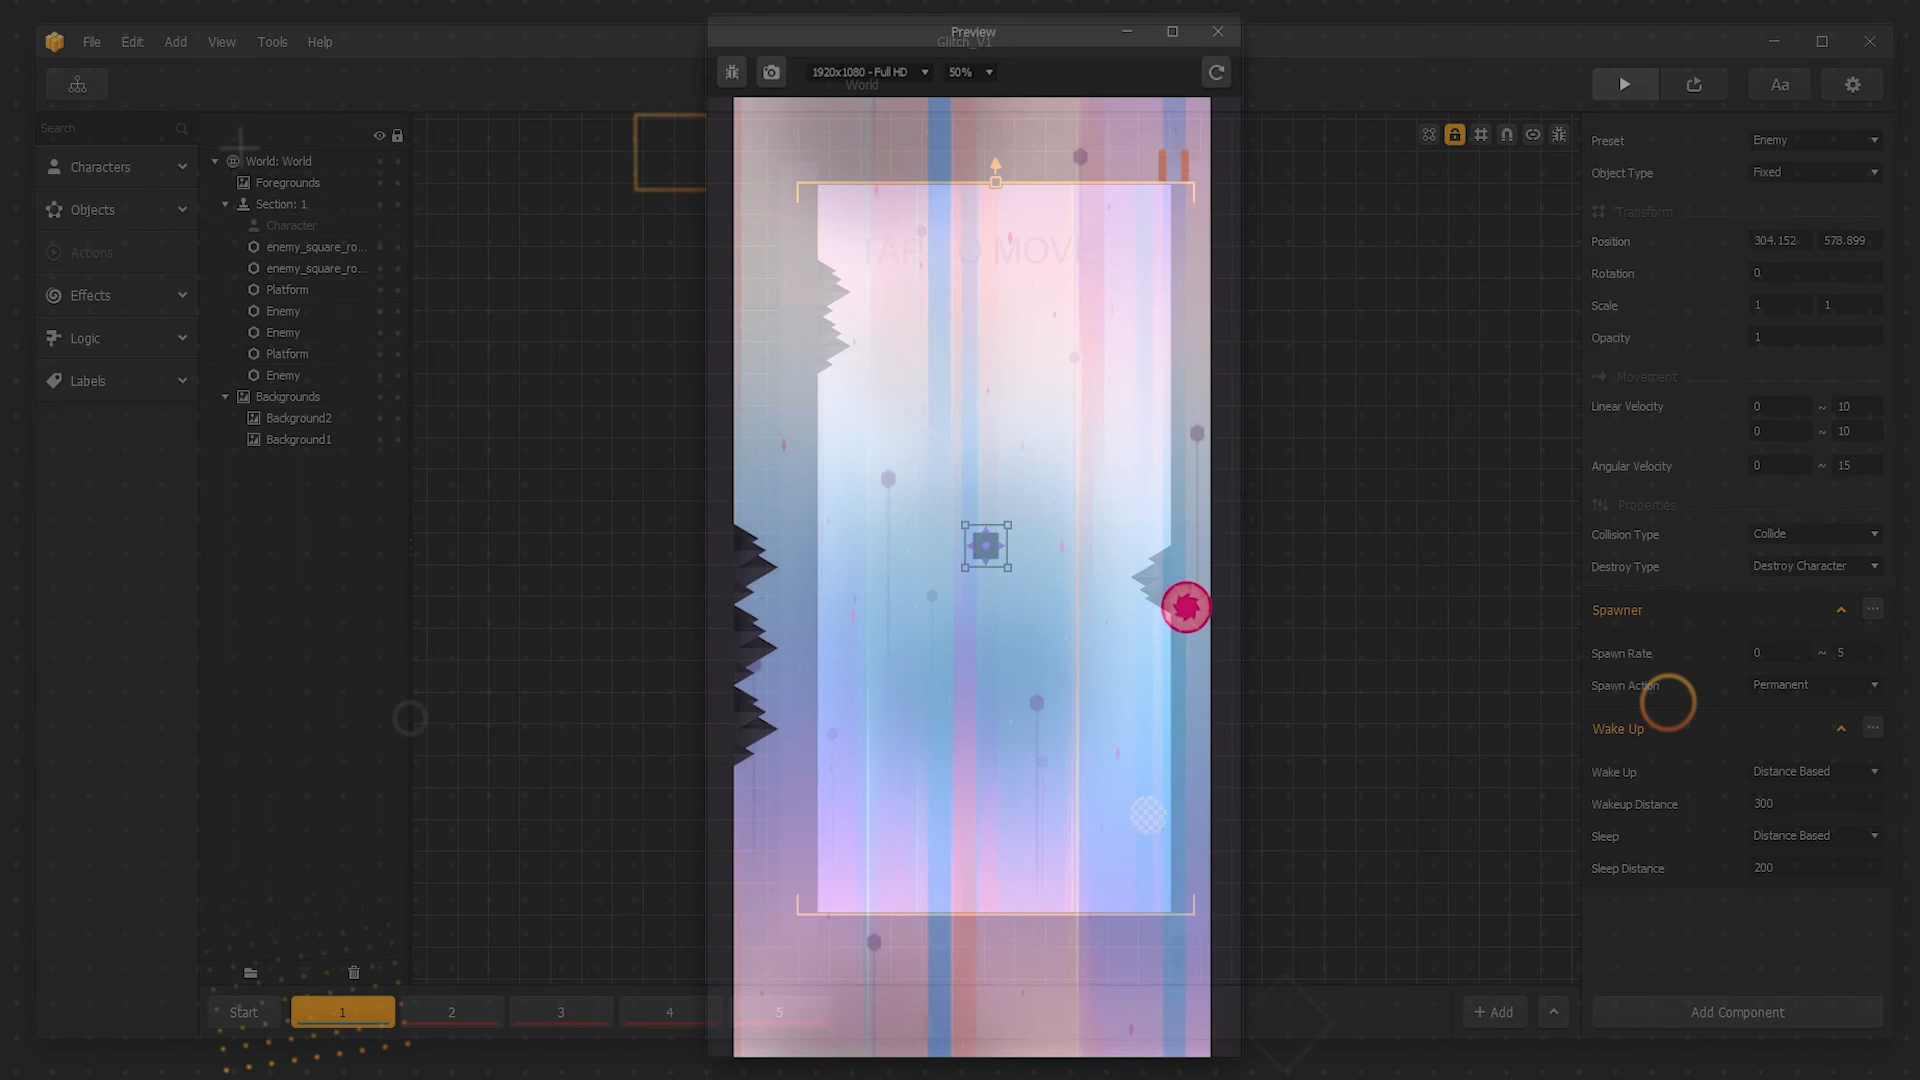 File Edit Add View Tools Help
Preview
Glitch_V1
1920x1080 - Full HD 50%
World
Aa
Search
Characters
Objects
Actions
Effects
Logic
Labels
World: World
Foregrounds
Section: 1
Character
enemy_square_ro...
enemy_square_ro...
Platform
Enemy
Enemy
Platform
Enemy
Backgrounds
Background2
Background1
TAP TO MOVE
Preset Enemy
Object Type Fixed
Transform
Position 304.152 578.899
Rotation 0
Scale 1 1
Opacity 1
Movement
Linear Velocity 0 ~ 10
0 ~ 10
Angular Velocity 0 ~ 15
Properties
Collision Type Collide
Destroy Type Destroy Character
Spawner
Spawn Rate 0 ~ 5
Spawn Action Permanent
Wake Up
Wake Up Distance Based
Wakeup Distance 300
Sleep Distance Based
Sleep Distance 200
Start 1 2 3 4 5
+ Add
Add Component